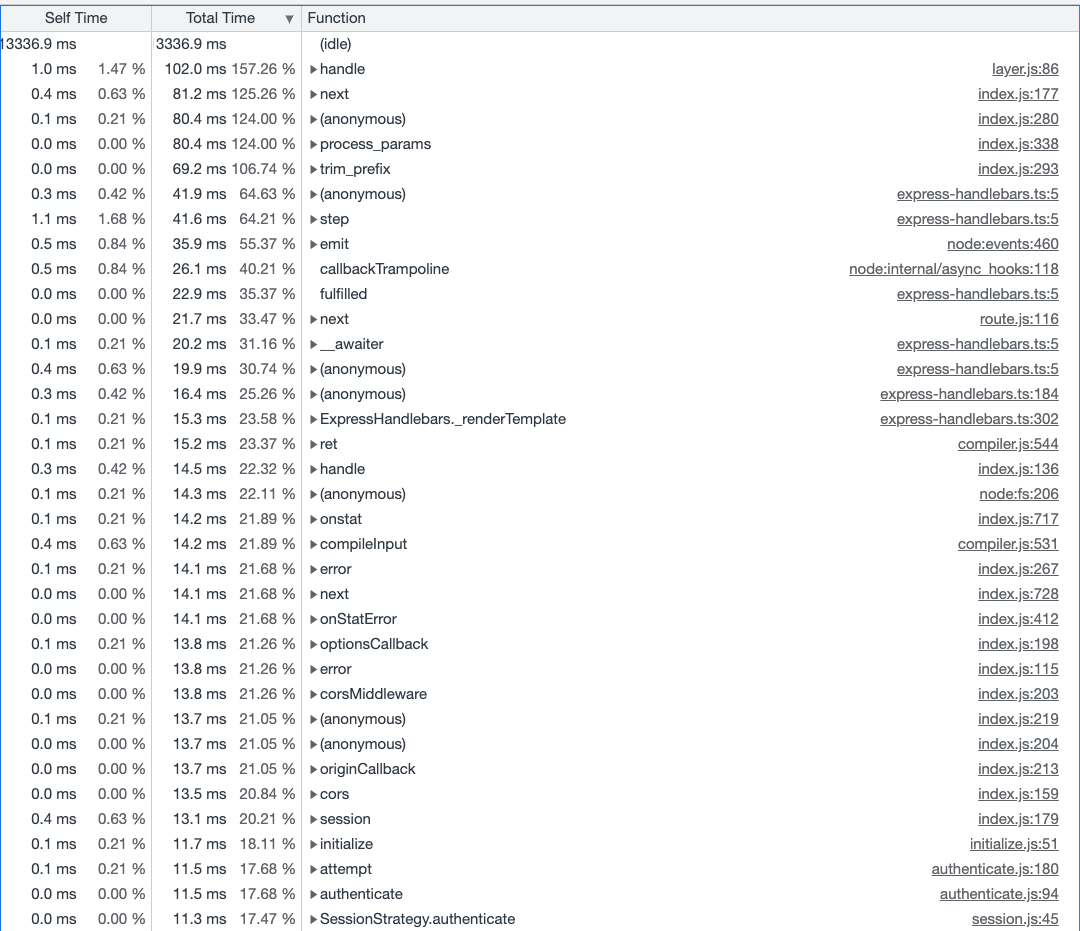 Self Time Total Time ▼ Function
13336.9 ms 3336.9 ms (idle)
1.0 ms 1.47 % 102.0 ms 157.26 % ▶handle layer.js:86
0.4 ms 0.63 % 81.2 ms 125.26 % ▶next index.js:177
0.1 ms 0.21 % 80.4 ms 124.00 % ▶(anonymous) index.js:280
0.0 ms 0.00 % 80.4 ms 124.00 % ▶process_params index.js:338
0.0 ms 0.00 % 69.2 ms 106.74 % ▶trim_prefix index.js:293
0.3 ms 0.42 % 41.9 ms 64.63 % ▶(anonymous) express-handlebars.ts:5
1.1 ms 1.68 % 41.6 ms 64.21 % ▶step express-handlebars.ts:5
0.5 ms 0.84 % 35.9 ms 55.37 % ▶emit node:events:460
0.5 ms 0.84 % 26.1 ms 40.21 % callbackTrampoline node:internal/async_hooks:118
0.0 ms 0.00 % 22.9 ms 35.37 % fulfilled express-handlebars.ts:5
0.0 ms 0.00 % 21.7 ms 33.47 % ▶next route.js:116
0.1 ms 0.21 % 20.2 ms 31.16 % ▶__awaiter express-handlebars.ts:5
0.4 ms 0.63 % 19.9 ms 30.74 % ▶(anonymous) express-handlebars.ts:5
0.3 ms 0.42 % 16.4 ms 25.26 % ▶(anonymous) express-handlebars.ts:184
0.1 ms 0.21 % 15.3 ms 23.58 % ▶ExpressHandlebars._renderTemplate express-handlebars.ts:302
0.1 ms 0.21 % 15.2 ms 23.37 % ▶ret compiler.js:544
0.3 ms 0.42 % 14.5 ms 22.32 % ▶handle index.js:136
0.1 ms 0.21 % 14.3 ms 22.11 % ▶(anonymous) node:fs:206
0.1 ms 0.21 % 14.2 ms 21.89 % ▶onstat index.js:717
0.4 ms 0.63 % 14.2 ms 21.89 % ▶compileInput compiler.js:531
0.1 ms 0.21 % 14.1 ms 21.68 % ▶error index.js:267
0.0 ms 0.00 % 14.1 ms 21.68 % ▶next index.js:728
0.0 ms 0.00 % 14.1 ms 21.68 % ▶onStatError index.js:412
0.1 ms 0.21 % 13.8 ms 21.26 % ▶optionsCallback index.js:198
0.0 ms 0.00 % 13.8 ms 21.26 % ▶error index.js:115
0.0 ms 0.00 % 13.8 ms 21.26 % ▶corsMiddleware index.js:203
0.1 ms 0.21 % 13.7 ms 21.05 % ▶(anonymous) index.js:219
0.0 ms 0.00 % 13.7 ms 21.05 % ▶(anonymous) index.js:204
0.0 ms 0.00 % 13.7 ms 21.05 % ▶originCallback index.js:213
0.0 ms 0.00 % 13.5 ms 20.84 % ▶cors index.js:159
0.4 ms 0.63 % 13.1 ms 20.21 % ▶session index.js:179
0.1 ms 0.21 % 11.7 ms 18.11 % ▶initialize initialize.js:51
0.1 ms 0.21 % 11.5 ms 17.68 % ▶attempt authenticate.js:180
0.0 ms 0.00 % 11.5 ms 17.68 % ▶authenticate authenticate.js:94
0.0 ms 0.00 % 11.3 ms 17.47 % ▶SessionStrategy.authenticate session.js:45